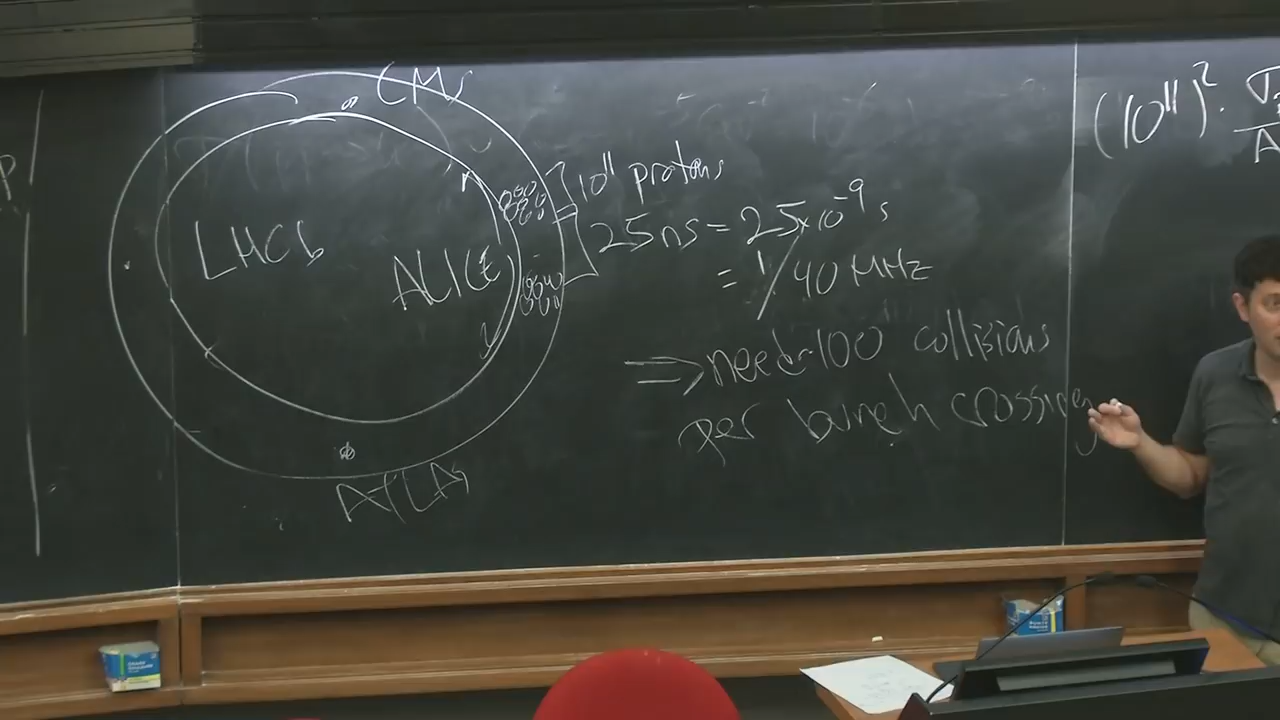 CMS
LHCb
ALICE
ATLAS
10¹¹ protons
25ns = 25×10⁻⁹ s
= 1/40 MHz
⇒ need ~100 collisions
per bunch crossing
(10¹¹)² · σ
A
P